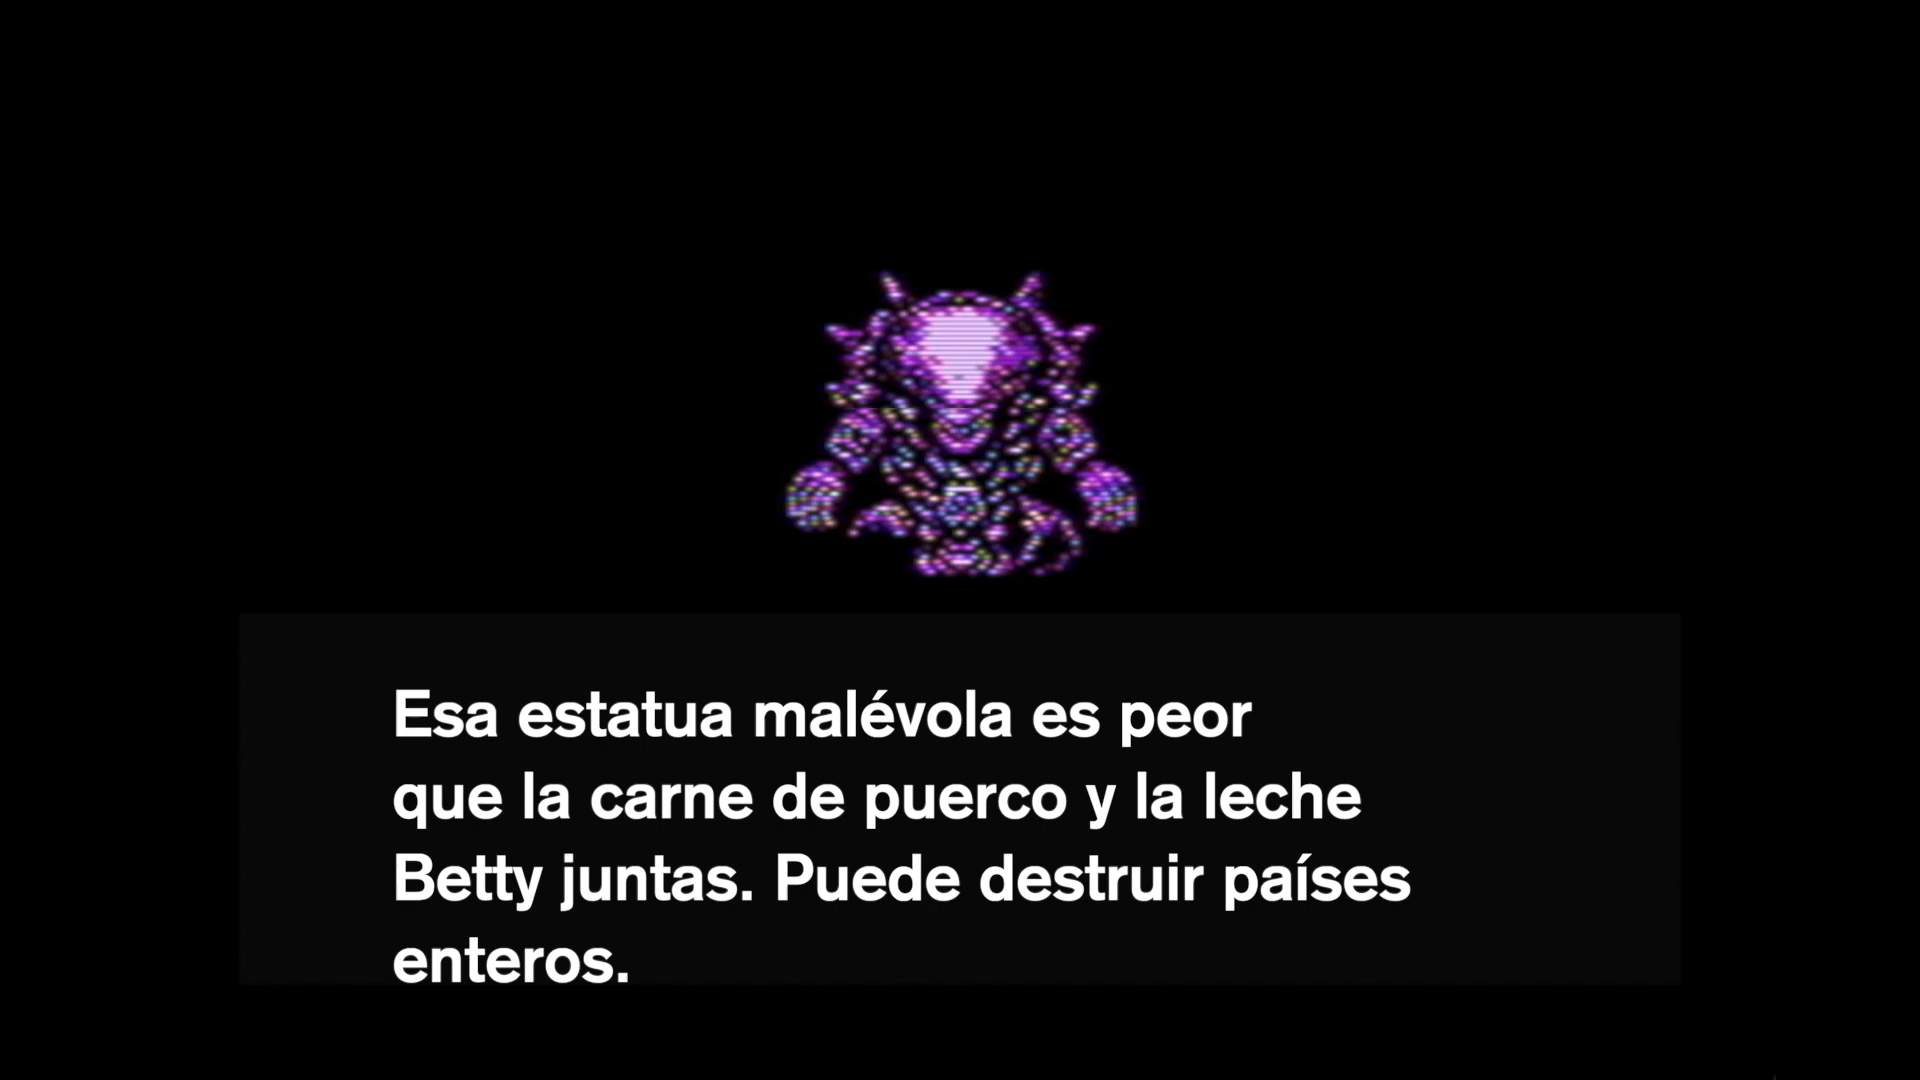 Esa estatua malévola es peor
que la carne de puerco y la leche
Betty juntas. Puede destruir países
enteros.